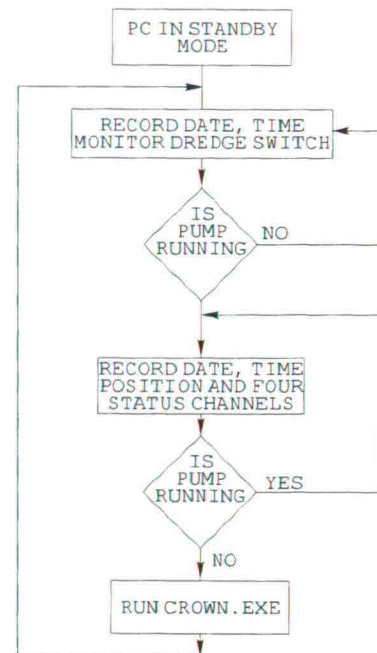 PC IN STANDBY
MODE
RECORD DATE, TIME
MONITOR DREDGE SWITCH
IS
PUMP
RUNNING
NO
RECORD DATE, TIME
POSITION AND FOUR
STATUS CHANNELS
IS
PUMP
RUNNING
YES
NO
RUN CROWN.EXE